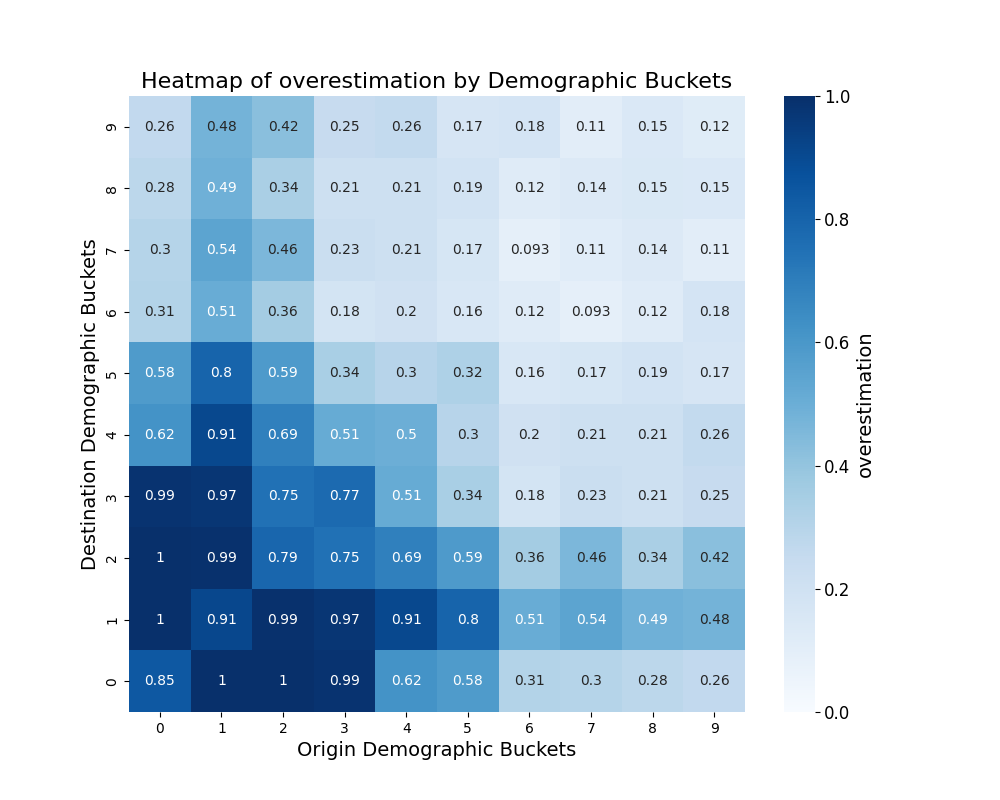 Heatmap of overestimation by Demographic Buckets
9 0.26 0.48 0.42 0.25 0.26 0.17 0.18 0.11 0.15 0.12
8 0.28 0.49 0.34 0.21 0.21 0.19 0.12 0.14 0.15 0.15
7 0.3 0.54 0.46 0.23 0.21 0.17 0.093 0.11 0.14 0.11
6 0.31 0.51 0.36 0.18 0.2 0.16 0.12 0.093 0.12 0.18
5 0.58 0.8 0.59 0.34 0.3 0.32 0.16 0.17 0.19 0.17
4 0.62 0.91 0.69 0.51 0.5 0.3 0.2 0.21 0.21 0.26
3 0.99 0.97 0.75 0.77 0.51 0.34 0.18 0.23 0.21 0.25
2 1 0.99 0.79 0.75 0.69 0.59 0.36 0.46 0.34 0.42
1 1 0.91 0.99 0.97 0.91 0.8 0.51 0.54 0.49 0.48
0 0.85 1 1 0.99 0.62 0.58 0.31 0.3 0.28 0.26
0 1 2 3 4 5 6 7 8 9
Origin Demographic Buckets
Destination Demographic Buckets
1.0
0.8
0.6
0.4
0.2
0.0
overestimation